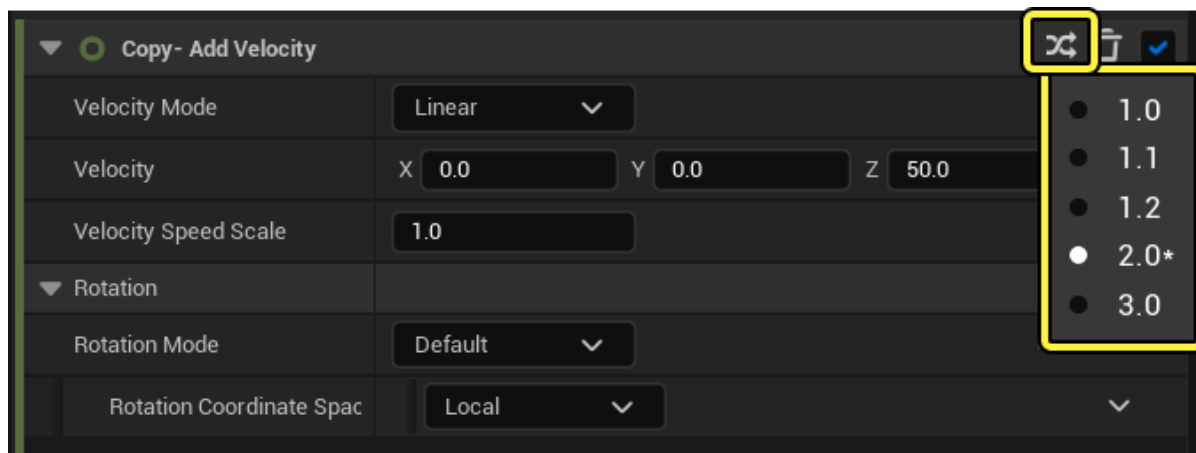 Copy- Add Velocity
Velocity Mode Linear 1.0
1.1
Velocity X 0.0 Y 0.0 Z 50.0
1.2
Velocity Speed Scale 1.0
2.0*
Rotation
3.0
Rotation Mode Default
Rotation Coordinate Spac Local